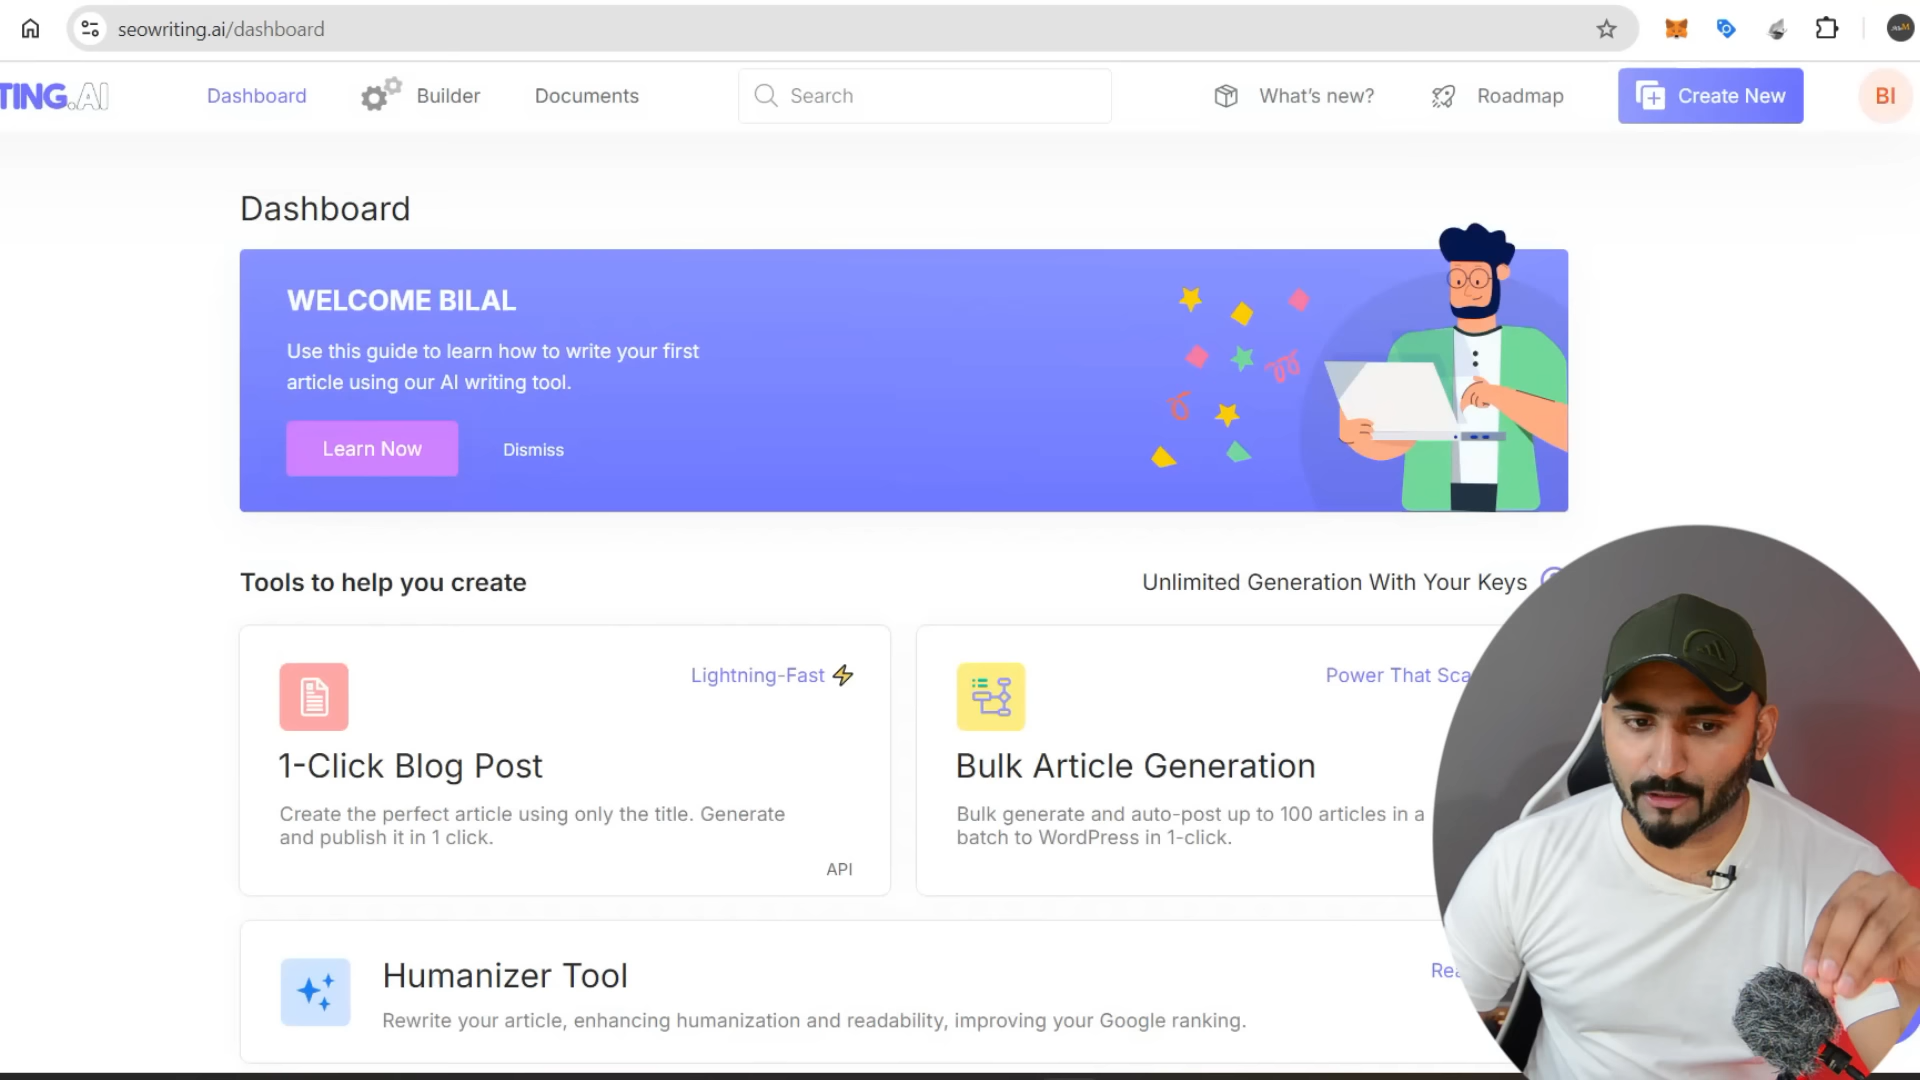 seowriting.ai/dashboard
TING.AI
Dashboard
Builder
Documents
Search
What's new?
Roadmap
Create New
BI
Dashboard
WELCOME BILAL
Use this guide to learn how to write your first
article using our AI writing tool.
Learn Now
Dismiss
Tools to help you create
Unlimited Generation With Your Keys
Lightning-Fast
1-Click Blog Post
Create the perfect article using only the title. Generate
and publish it in 1 click.
API
Power That Sca
Bulk Article Generation
Bulk generate and auto-post up to 100 articles in a
batch to WordPress in 1-click.
Humanizer Tool
Rea
Rewrite your article, enhancing humanization and readability, improving your Google ranking.